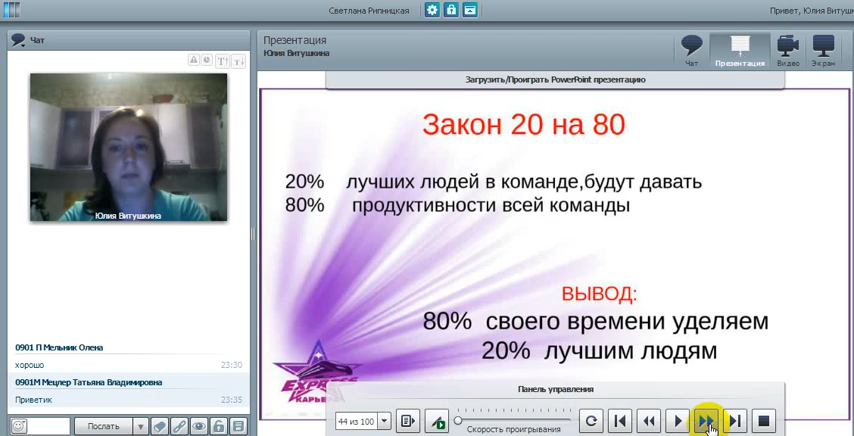 Светлана Рипницкая
Привет, Юлия Витушк
Чат
Юлия Витушкина
0901 П Мельник Олена
хорошо 23:30
0901М Мецлер Татьяна Владимировна
Приветик 23:35
Послать
Презентация
Юлия Витушкина
Чат Презентация Видео Экран
Загрузить/Проиграть PowerPoint презентацию
Закон 20 на 80
20% лучших людей в команде,будут давать
80% продуктивности всей команды
ВЫВОД:
80% своего времени уделяем
20% лучшим людям
КАРЬЕ
Панель управления
44 из 100
Скорость проигрывания